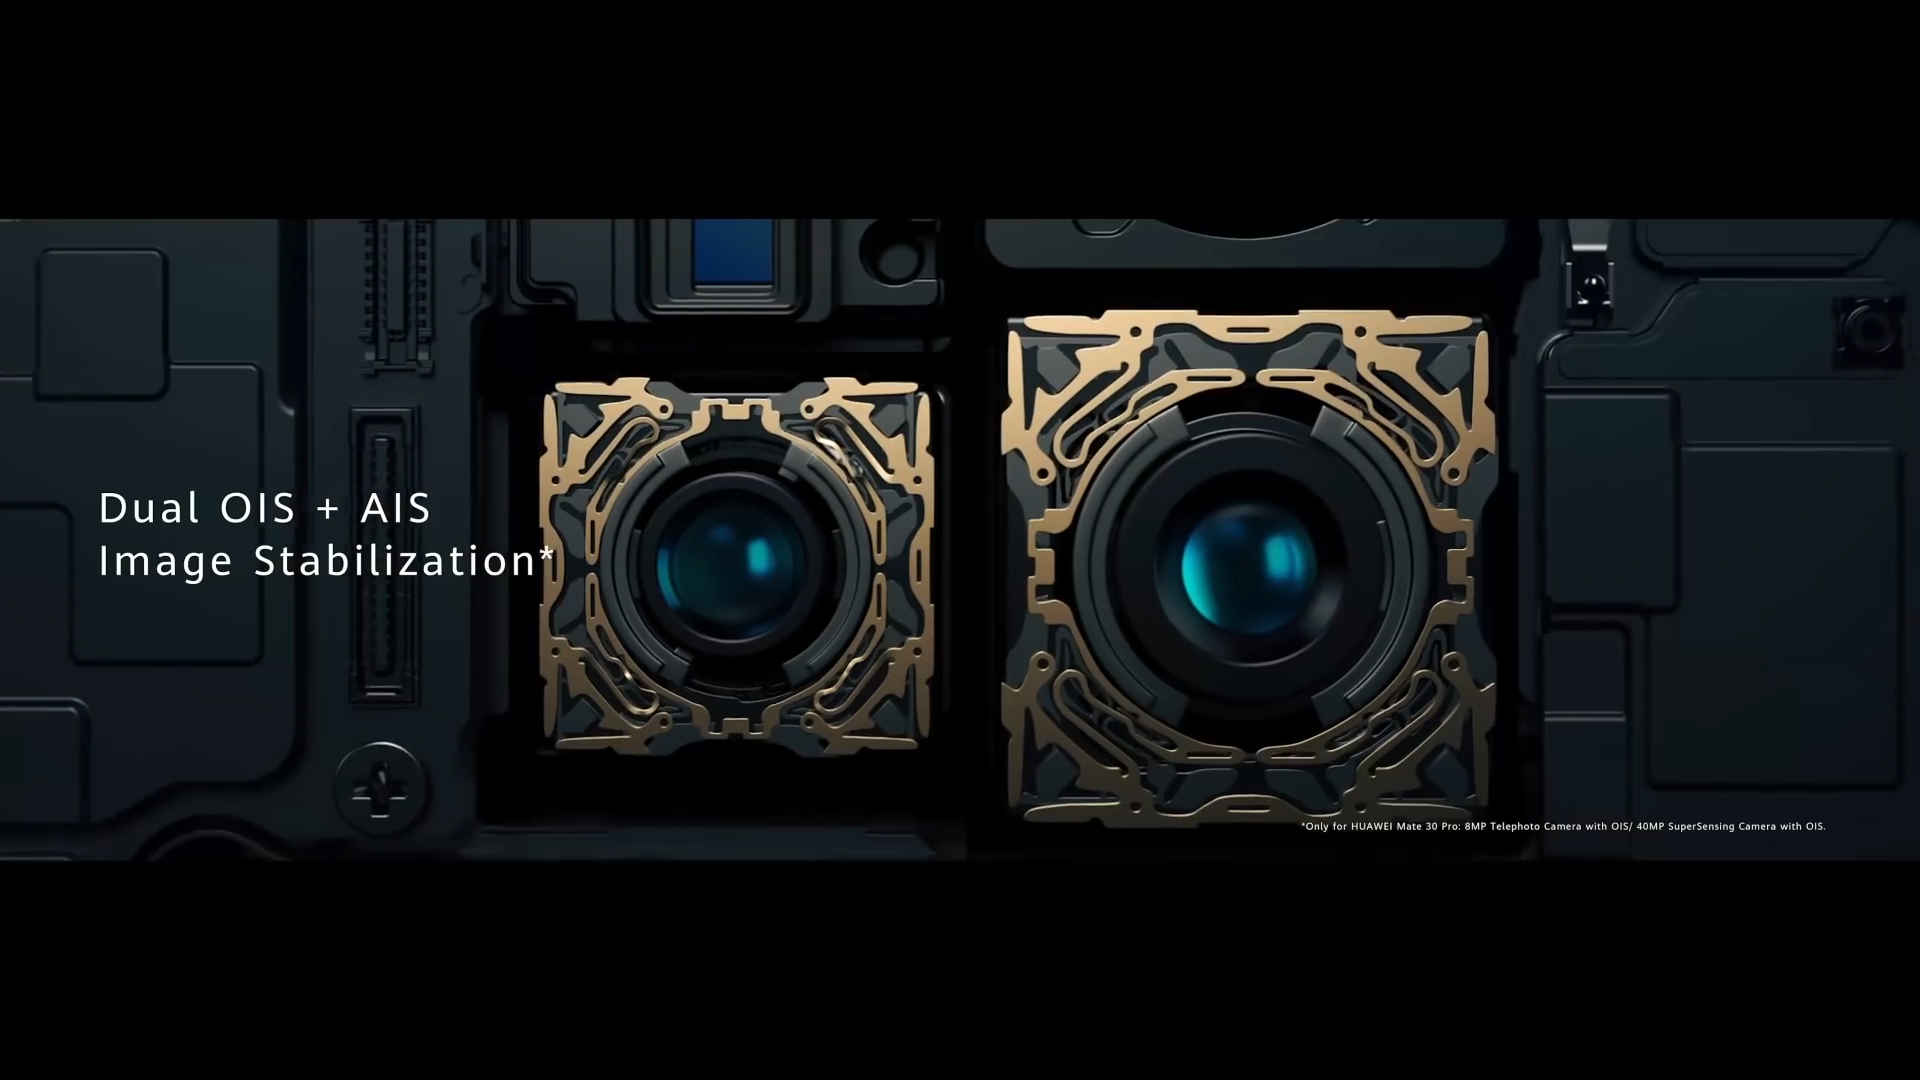 Dual OIS + AIS
Image Stabilization*
*Only for HUAWEI Mate 30 Pro: 8MP Telephoto Camera with OIS/ 40MP SuperSensing Camera with OIS.